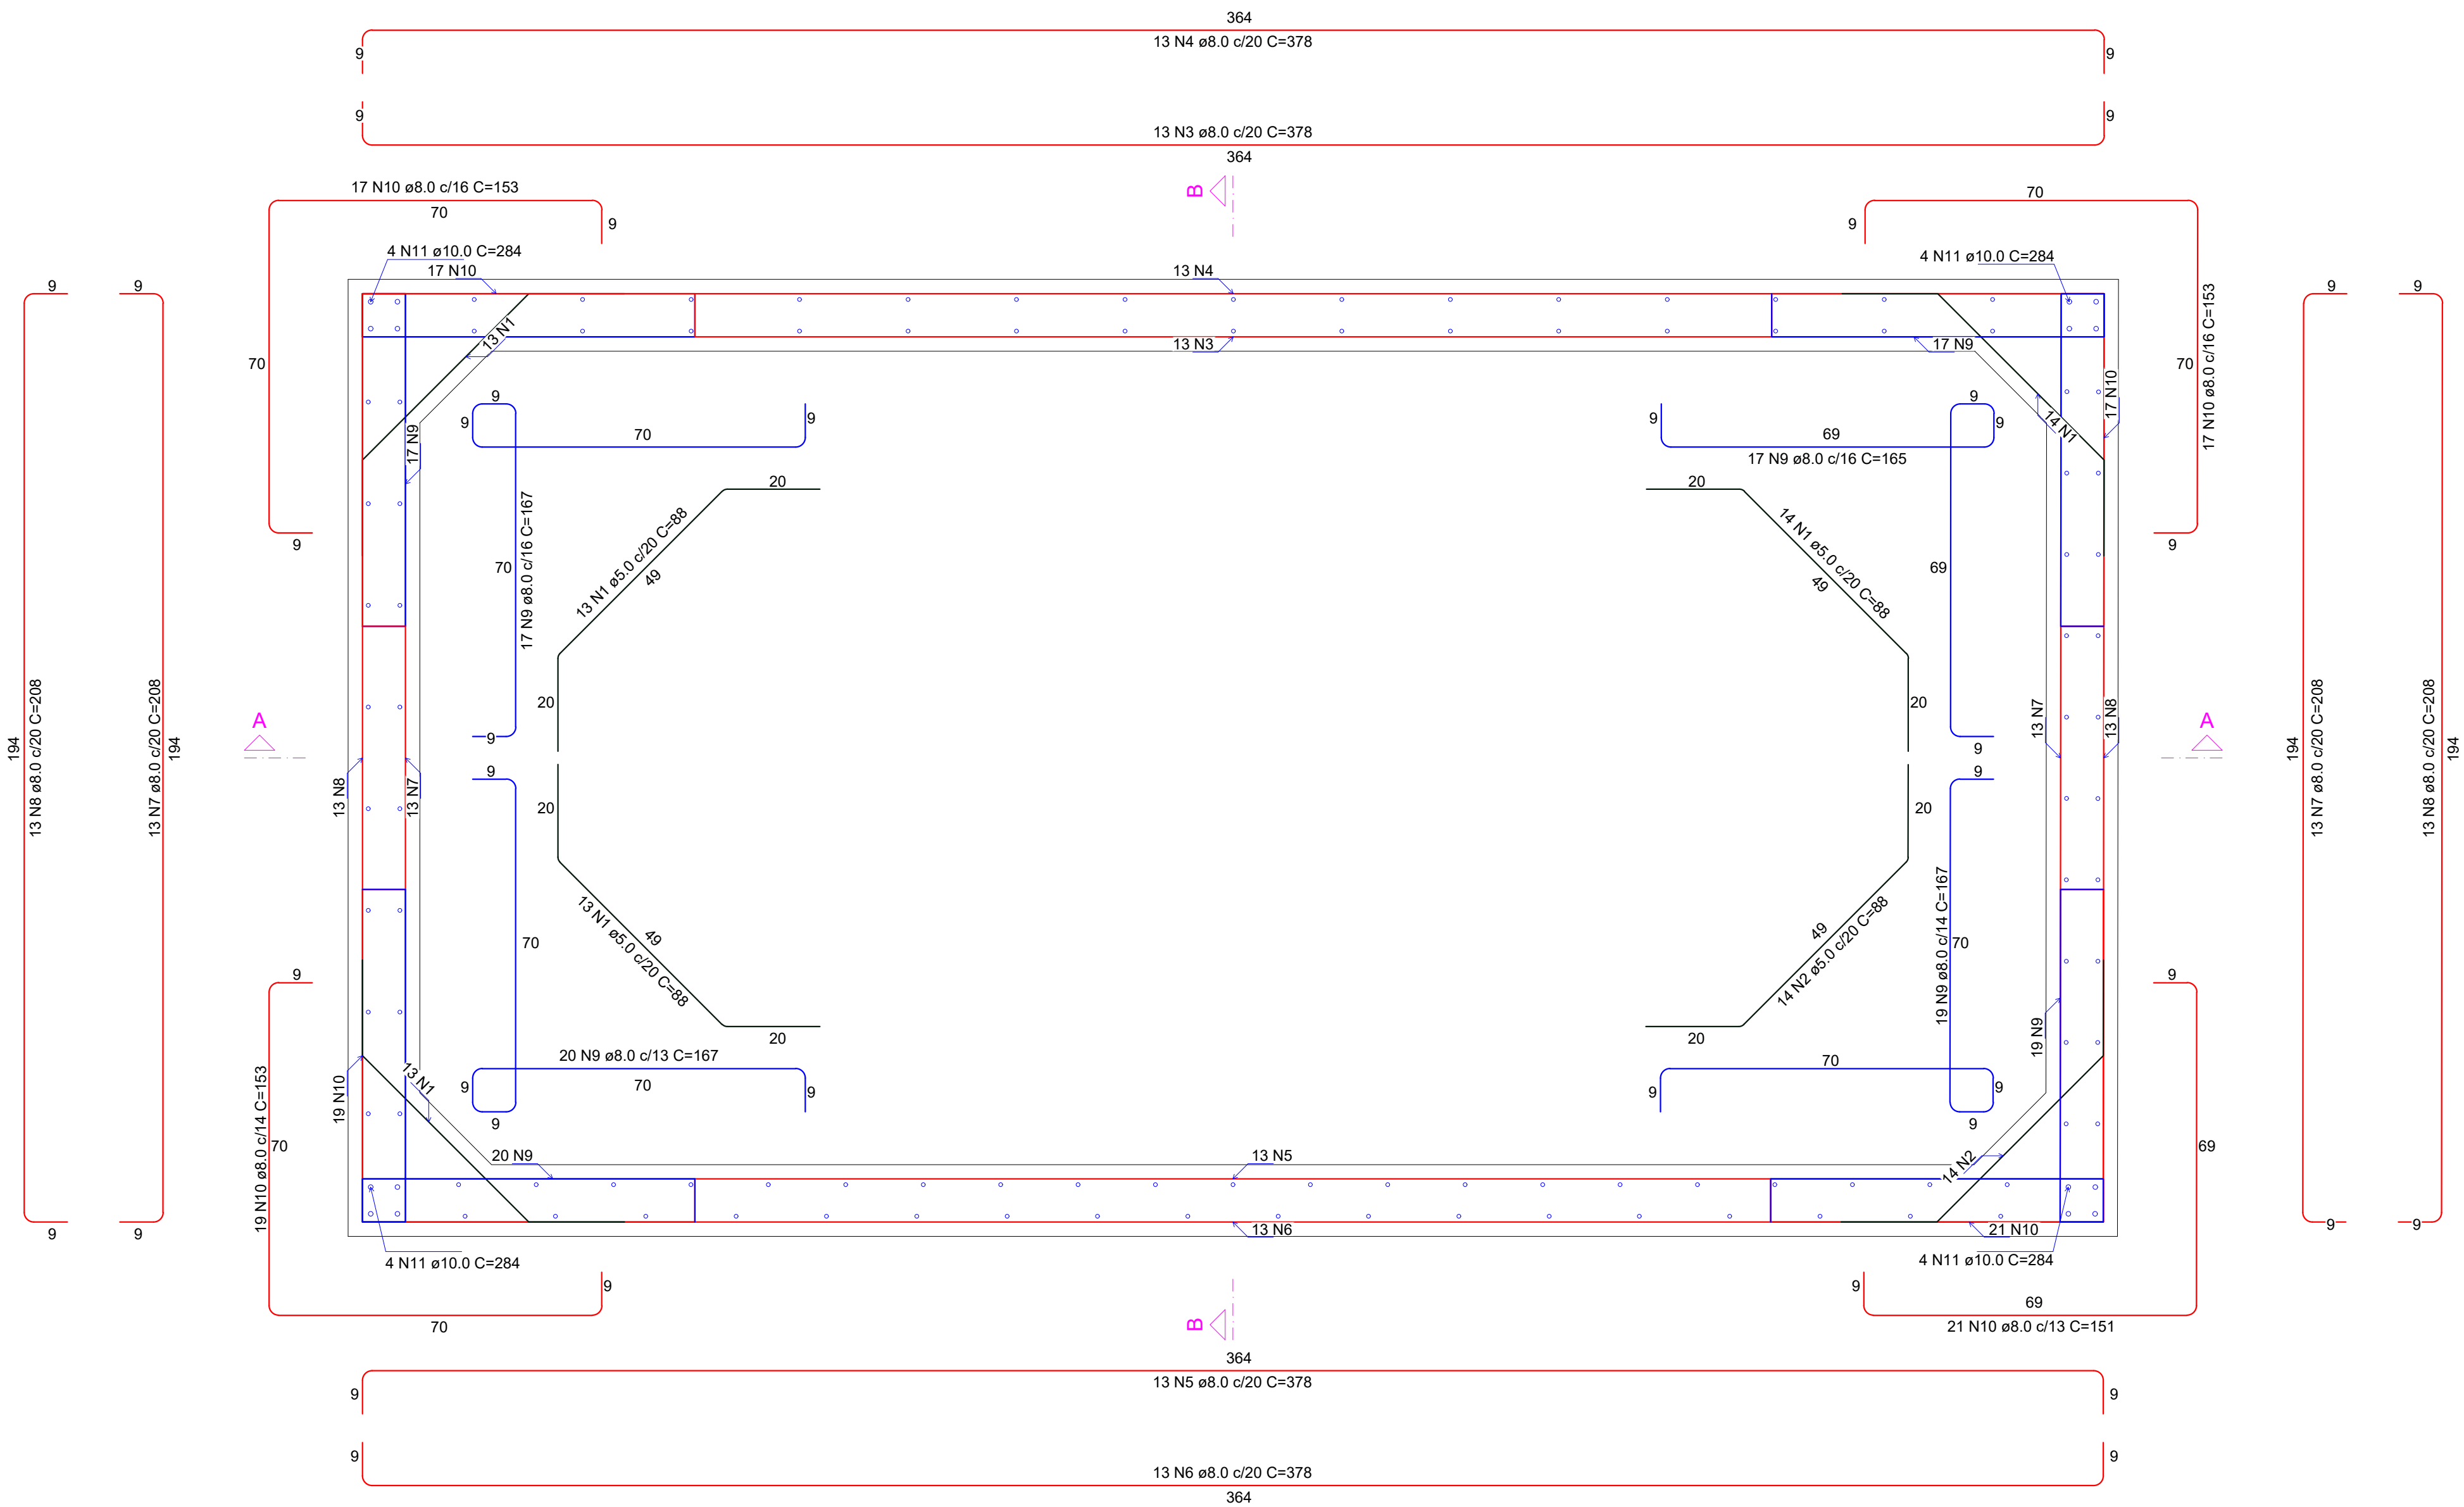 364
9
13 N4 ø8.0 c/20 C=378
9
9
13 N3 ø8.0 c/20 C=378
9
364
17 N10 ø8.0 c/16 C=153
70
9
B
70
9
4 N11 ø10.0 C=284
17 N10
13 N4
4 N11 ø10.0 C=284
9
9
9
9
70
13 N1
13 N3
17 N9
70
17 N10 ø8.0 c/16 C=153
17 N10
9
9
70
9
9
69
9
9
17 N9 ø8.0 c/16 C=165
14 N1
17 N9
20
20
9
70
17 N9 ø8.0 c/16 C=167
13 N1 ø5.0 c/20 C=88
49
14 N1 ø5.0 c/20 C=88
49
69
9
20
20
9
9
194
13 N8 ø8.0 c/20 C=208
13 N7 ø8.0 c/20 C=208
194
A
13 N7
13 N8
A
194
13 N7 ø8.0 c/20 C=208
13 N8 ø8.0 c/20 C=208
194
13 N8
13 N7
9
20
20
9
70
49
13 N1 ø5.0 c/20 C=88
49
14 N2 ø5.0 c/20 C=88
19 N9 ø8.0 c/14 C=167
70
9
9
20
20
19 N9
20 N9 ø8.0 c/13 C=167
70
9
9
9
70
9
9
9
13 N1
19 N10
19 N10 ø8.0 c/14 C=153
70
69
20 N9
13 N5
14 N2
9
9
13 N6
21 N10
9
9
4 N11 ø10.0 C=284
4 N11 ø10.0 C=284
9
9
70
B
69
21 N10 ø8.0 c/13 C=151
364
13 N5 ø8.0 c/20 C=378
9
9
9
9
13 N6 ø8.0 c/20 C=378
364